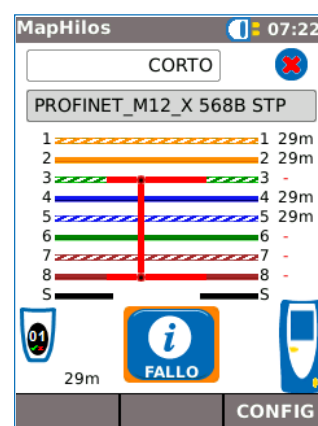 MapHilos 07:22
CORTO
PROFINET_M12_X 568B STP
1 1 29m
2 2 29m
3 3 -
4 4 29m
5 5 29m
6 6 -
7 7 -
8 8 -
S S
01
29m
i
FALLO
CONFIG